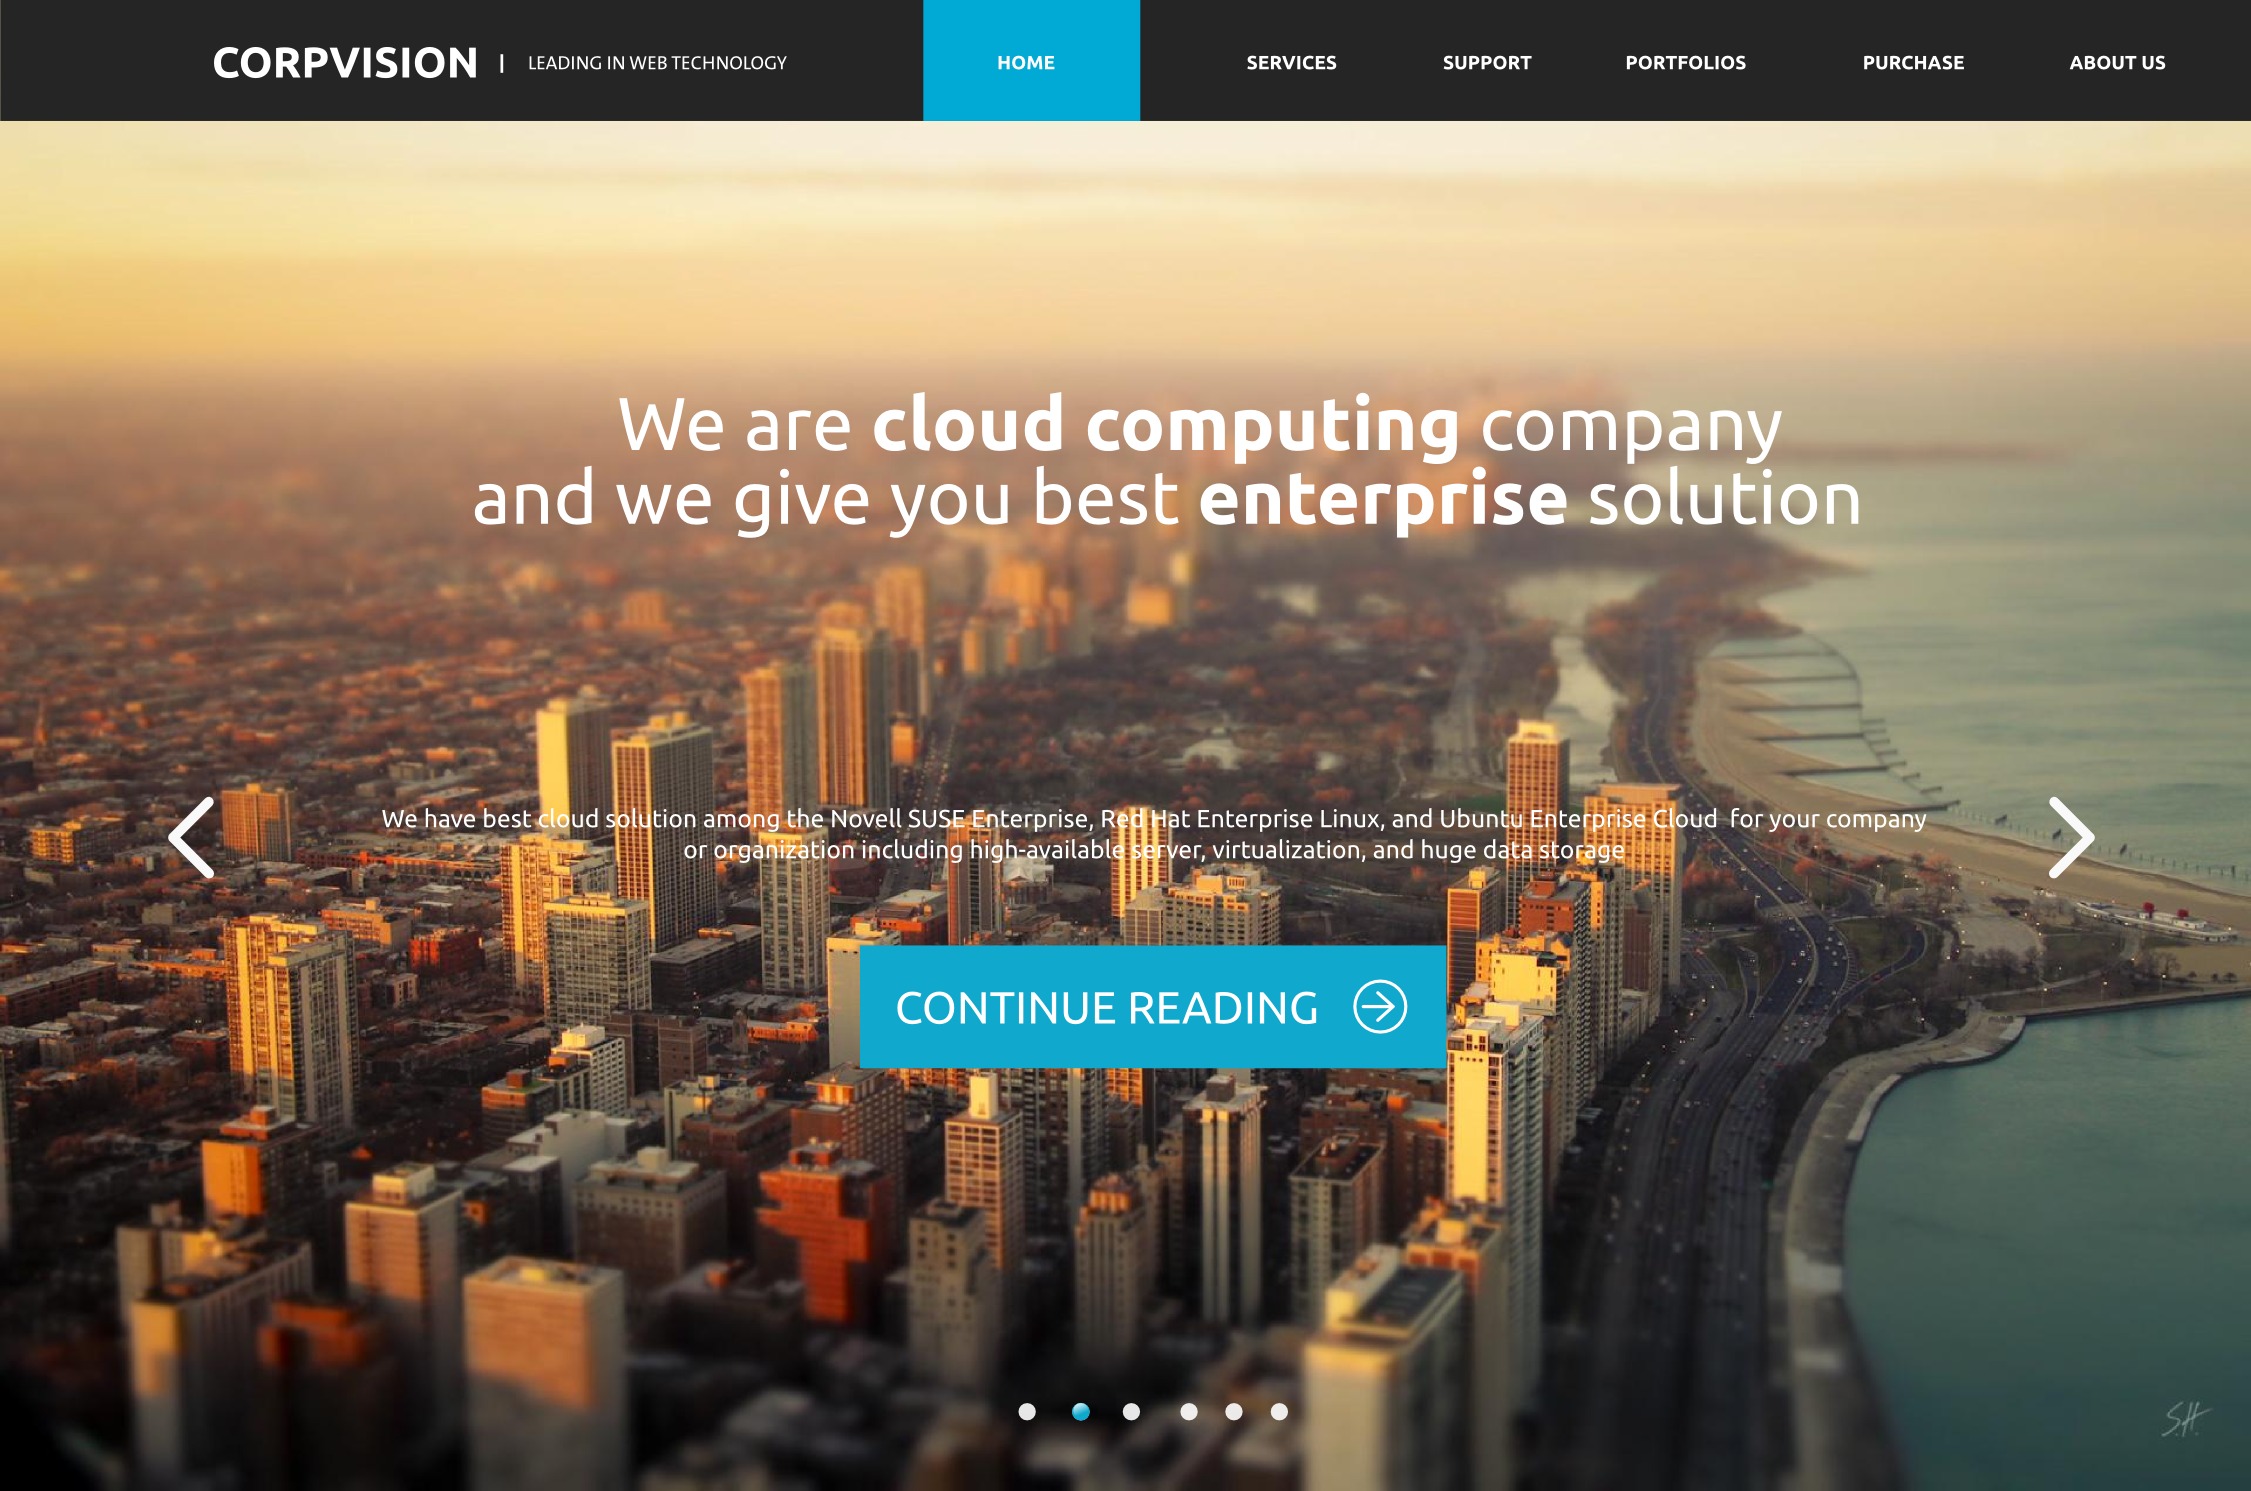 CORPVISION | LEADING IN WEB TECHNOLOGY HOME SERVICES SUPPORT PORTFOLIOS PURCHASE ABOUT US
We are cloud computing company
and we give you best enterprise solution
We have best cloud solution among the Novell SUSE Enterprise, Red Hat Enterprise Linux, and Ubuntu Enterprise Cloud for your company
or organization including high-available server, virtualization, and huge data storage
CONTINUE READING
S.H.